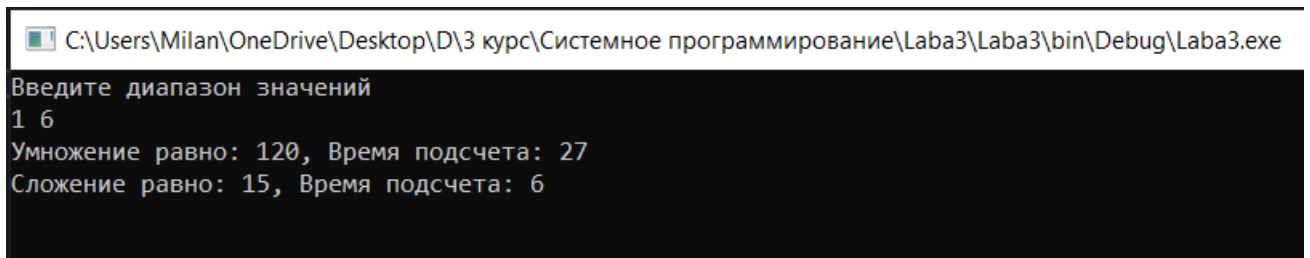 C:\Users\Milan\OneDrive\Desktop\D\3 курс\Системное программирование\Laba3\Laba3\bin\Debug\Laba3.exe
Введите диапазон значений
1 6
Умножение равно: 120, Время подсчета: 27
Сложение равно: 15, Время подсчета: 6